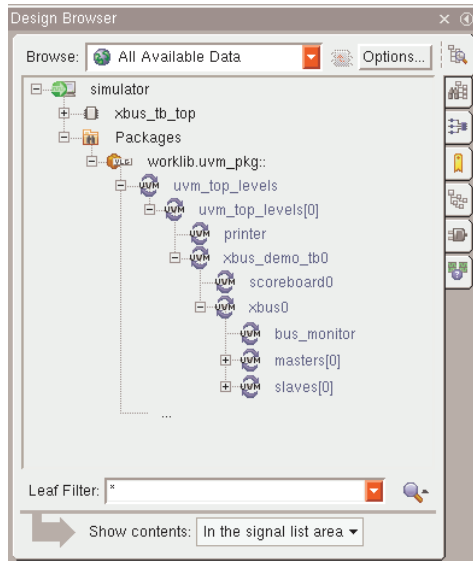 Design Browser
Browse: All Available Data Options...
simulator
xbus_tb_top
Packages
worklib.uvm_pkg::
uvm_top_levels
uvm_top_levels[0]
printer
xbus_demo_tb0
scoreboard0
xbus0
bus_monitor
masters[0]
slaves[0]
...
Leaf Filter: *
Show contents: In the signal list area